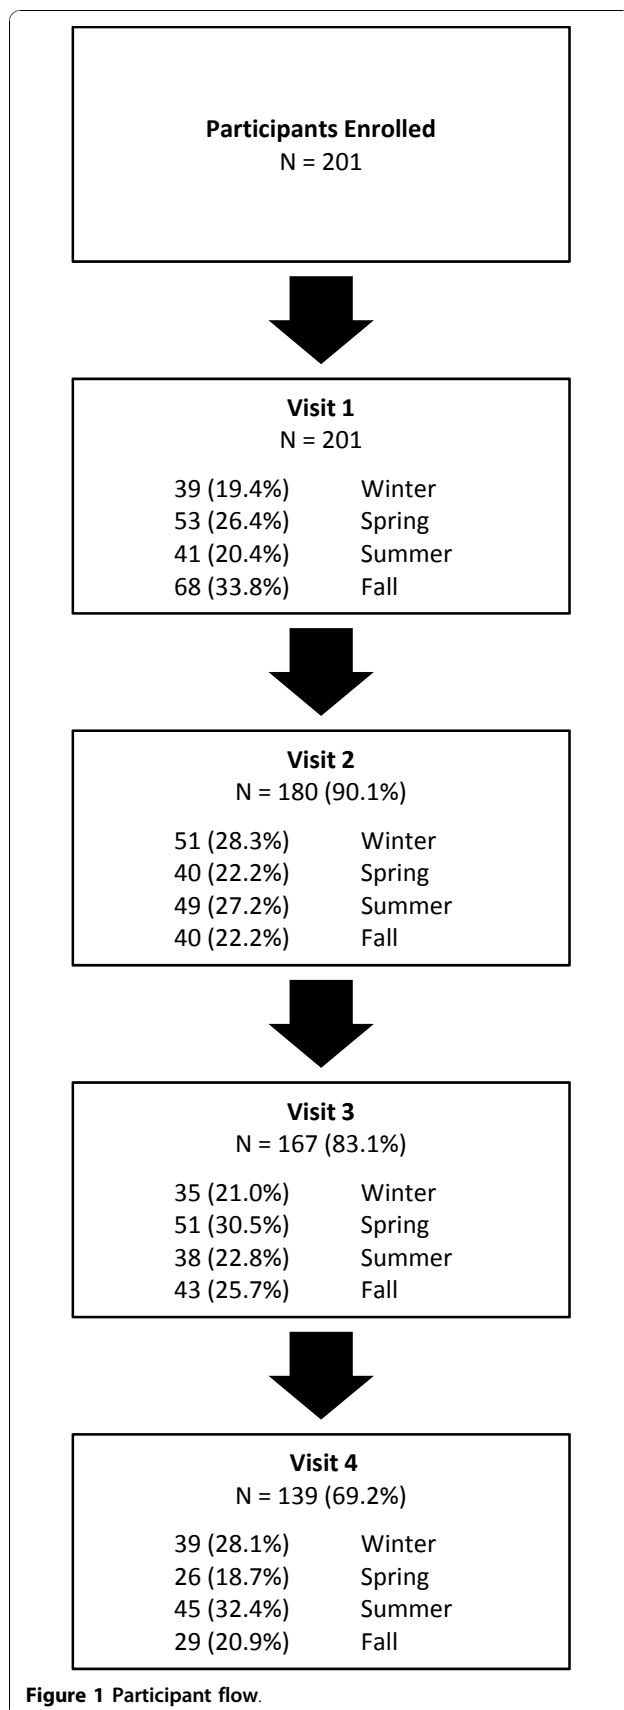 Participants Enrolled
N = 201
Visit 1
N = 201
39 (19.4%) Winter
53 (26.4%) Spring
41 (20.4%) Summer
68 (33.8%) Fall
Visit 2
N = 180 (90.1%)
51 (28.3%) Winter
40 (22.2%) Spring
49 (27.2%) Summer
40 (22.2%) Fall
Visit 3
N = 167 (83.1%)
35 (21.0%) Winter
51 (30.5%) Spring
38 (22.8%) Summer
43 (25.7%) Fall
Visit 4
N = 139 (69.2%)
39 (28.1%) Winter
26 (18.7%) Spring
45 (32.4%) Summer
29 (20.9%) Fall
Figure 1 Participant flow.